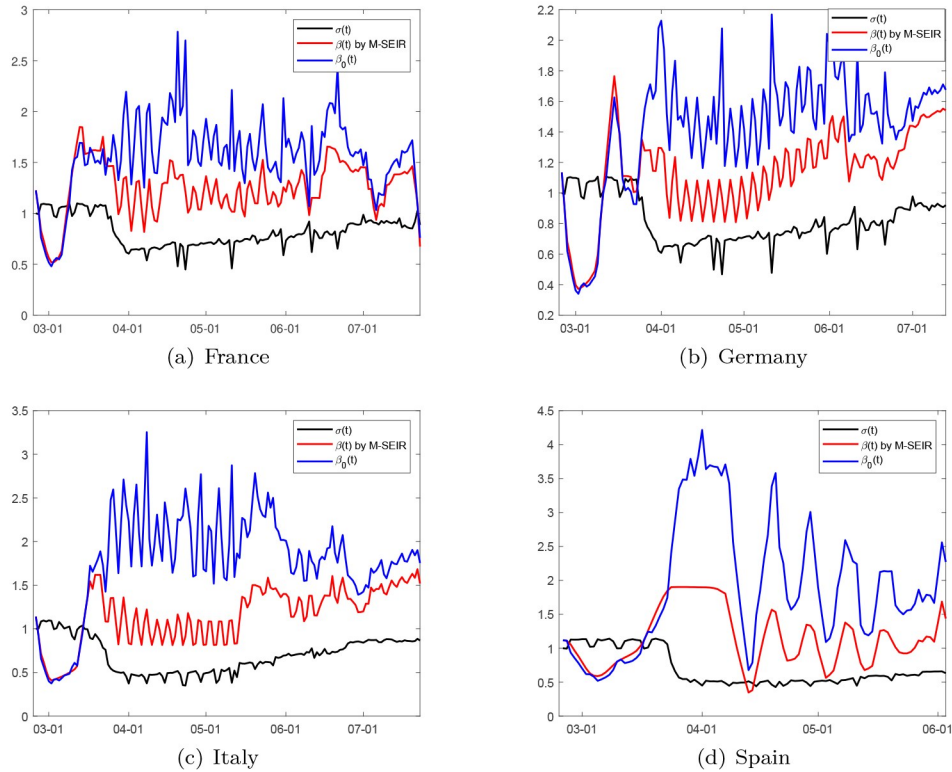 3
2.5
2
1.5
1
0.5
0
03-01 04-01 05-01 06-01 07-01
σ(t)
β(t) by M-SEIR
β₀(t)
(a) France
2.2
2
1.8
1.6
1.4
1.2
1
0.8
0.6
0.4
0.2
03-01 04-01 05-01 06-01 07-01
σ(t)
β(t) by M-SEIR
β₀(t)
(b) Germany
3.5
3
2.5
2
1.5
1
0.5
0
03-01 04-01 05-01 06-01 07-01
σ(t)
β(t) by M-SEIR
β₀(t)
(c) Italy
4.5
4
3.5
3
2.5
2
1.5
1
0.5
0
03-01 04-01 05-01 06-01
σ(t)
β(t) by M-SEIR
β₀(t)
(d) Spain